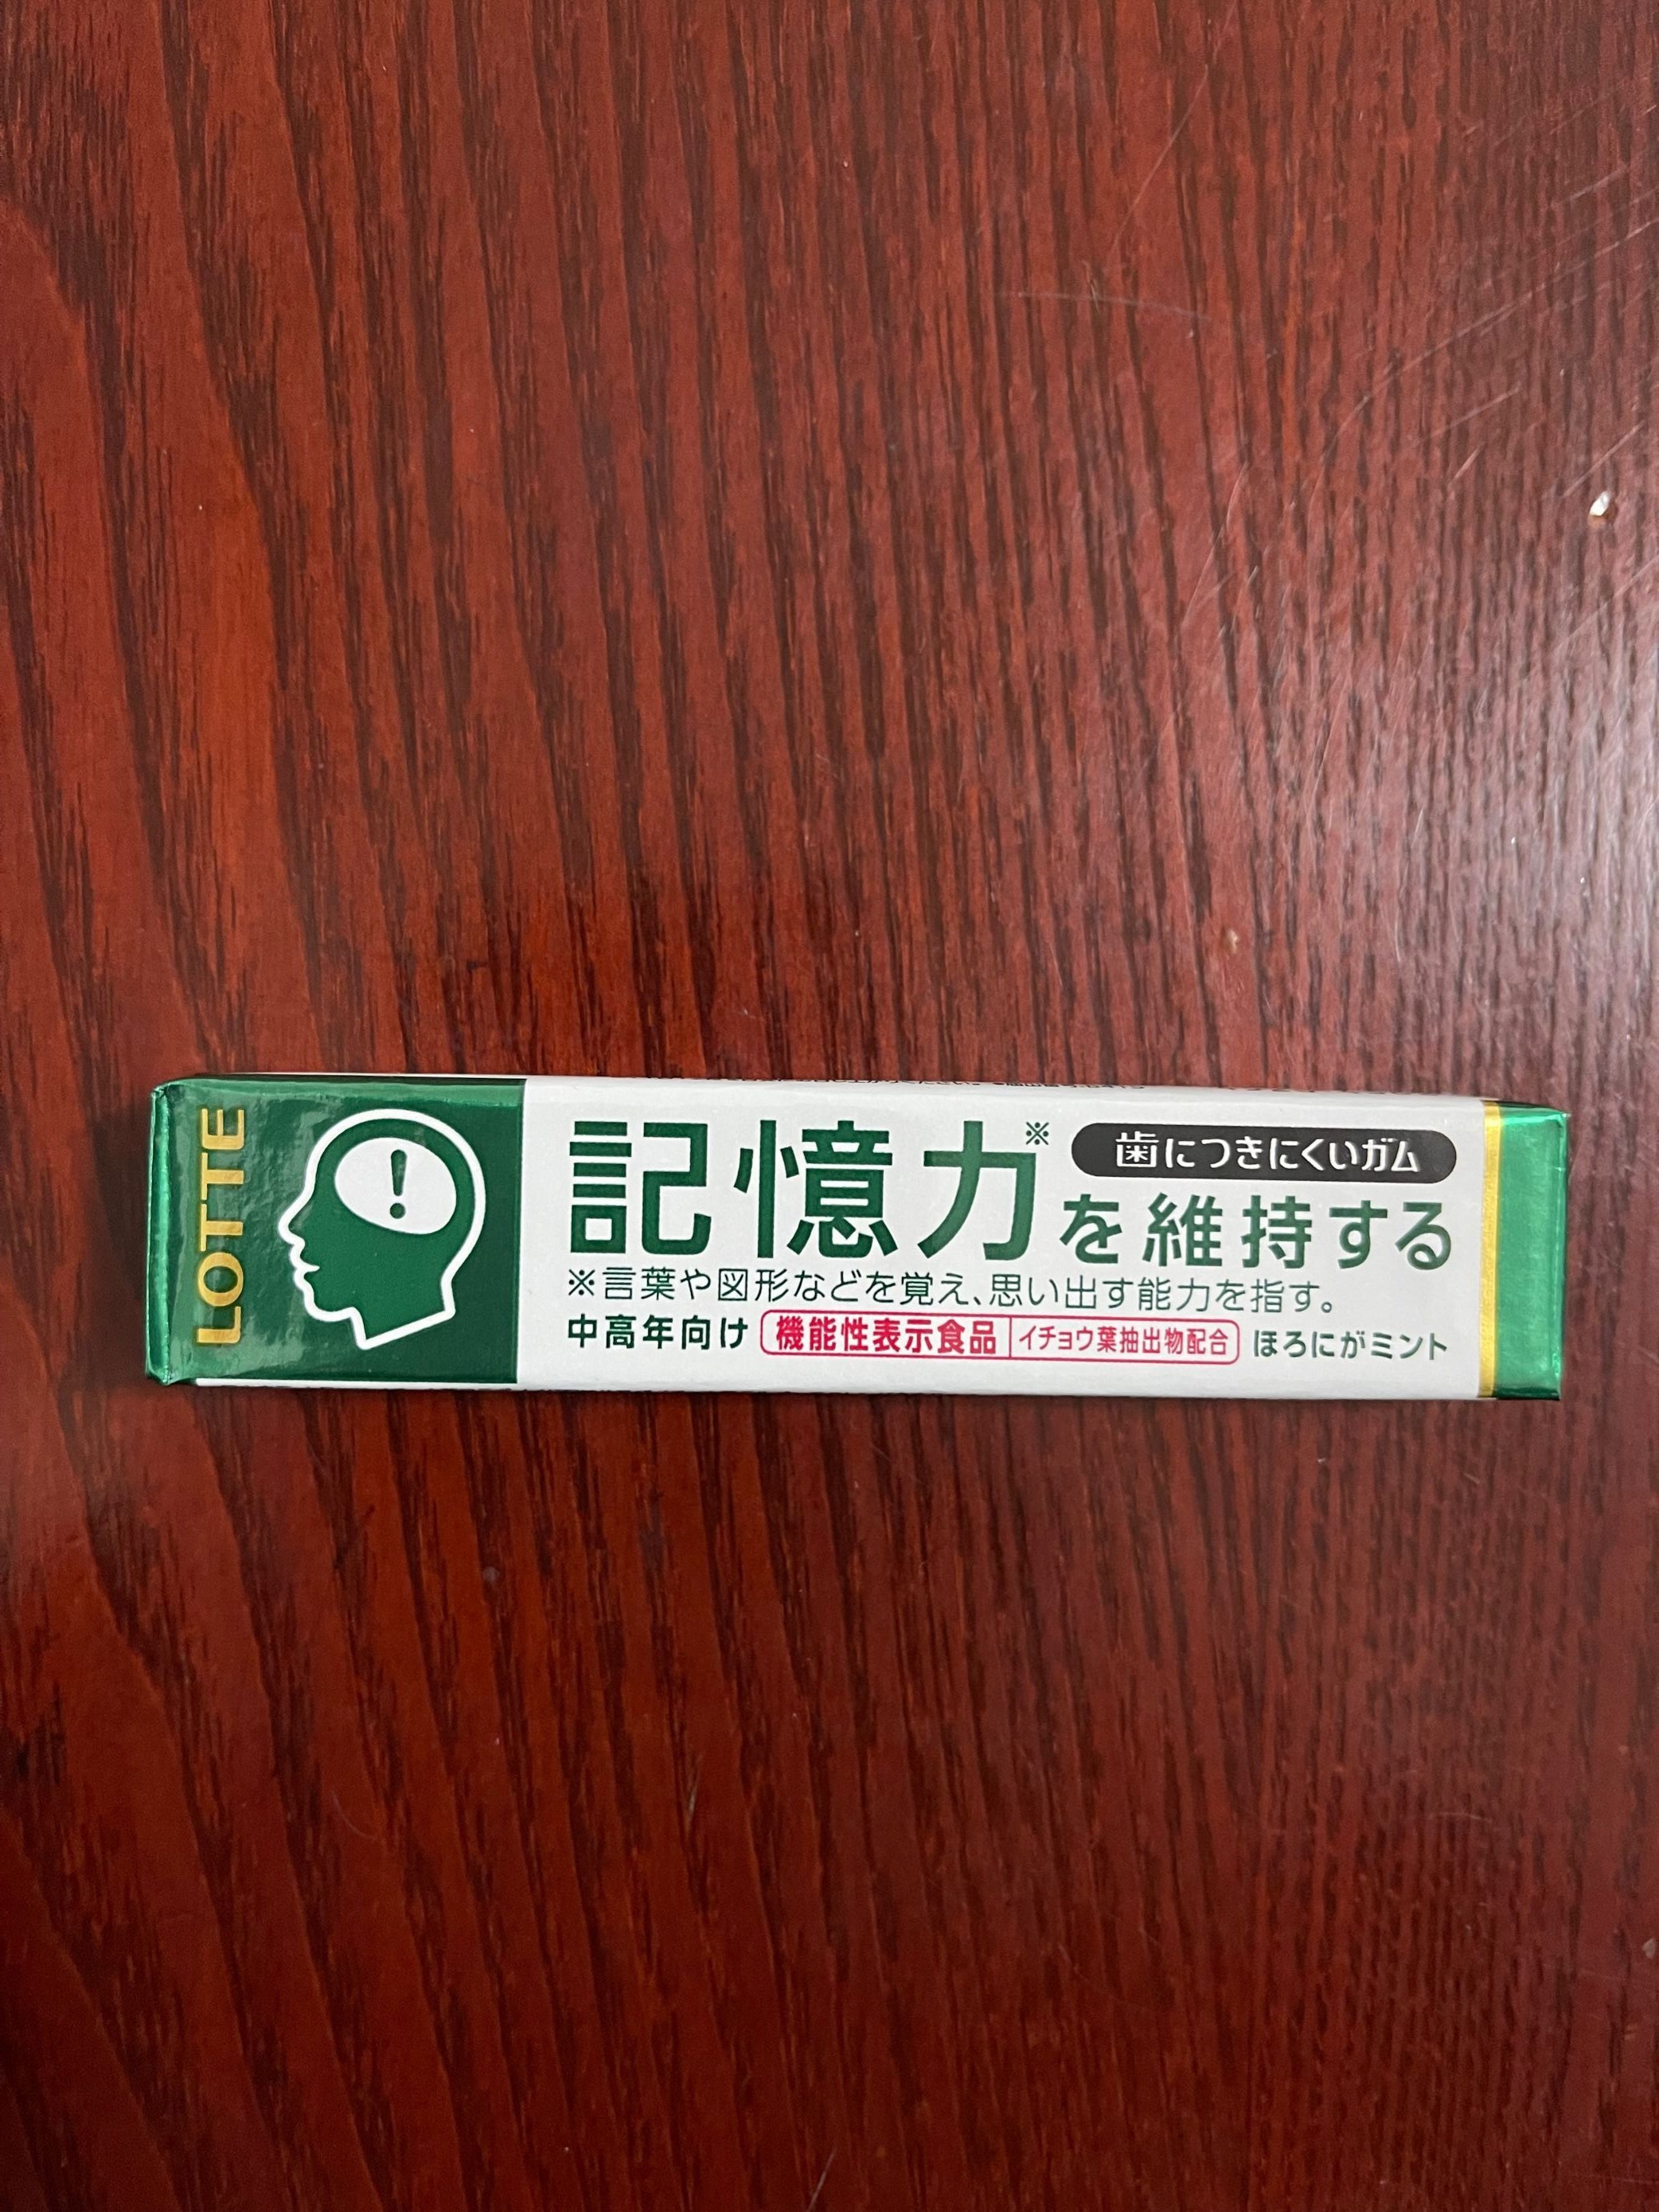 LOTTE
!
歯につきにくいガム
記憶力※を維持する
※言葉や図形などを覚え、思い出す能力を指す。
中高年向け 機能性表示食品 イチョウ葉抽出物配合 ほろにがミント